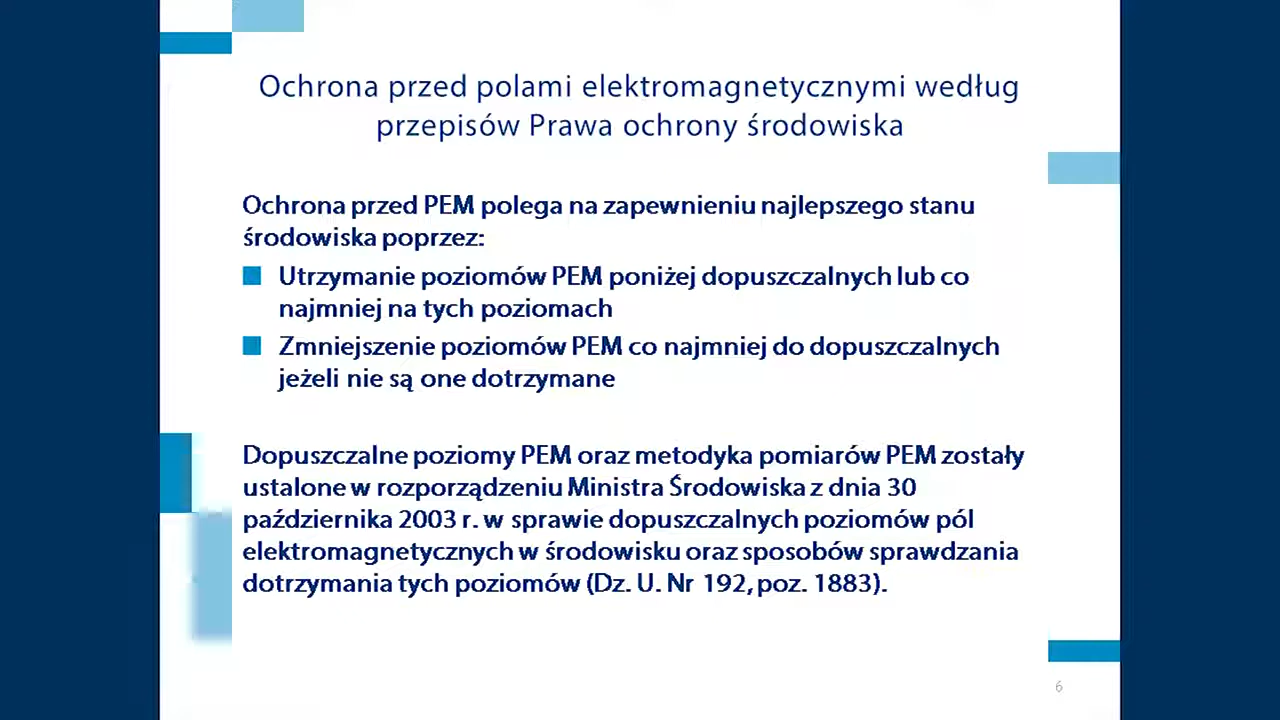 Ochrona przed polami elektromagnetycznymi według
przepisów Prawa ochrony środowiska
Ochrona przed PEM polega na zapewnieniu najlepszego stanu
środowiska poprzez:
Utrzymanie poziomów PEM poniżej dopuszczalnych lub co
najmniej na tych poziomach
Zmniejszenie poziomów PEM co najmniej do dopuszczalnych
jeżeli nie są one dotrzymane
Dopuszczalne poziomy PEM oraz metodyka pomiarów PEM zostały
ustalone w rozporządzeniu Ministra Środowiska z dnia 30
października 2003 r. w sprawie dopuszczalnych poziomów pól
elektromagnetycznych w środowisku oraz sposobów sprawdzania
dotrzymania tych poziomów (Dz. U. Nr 192, poz. 1883).
6